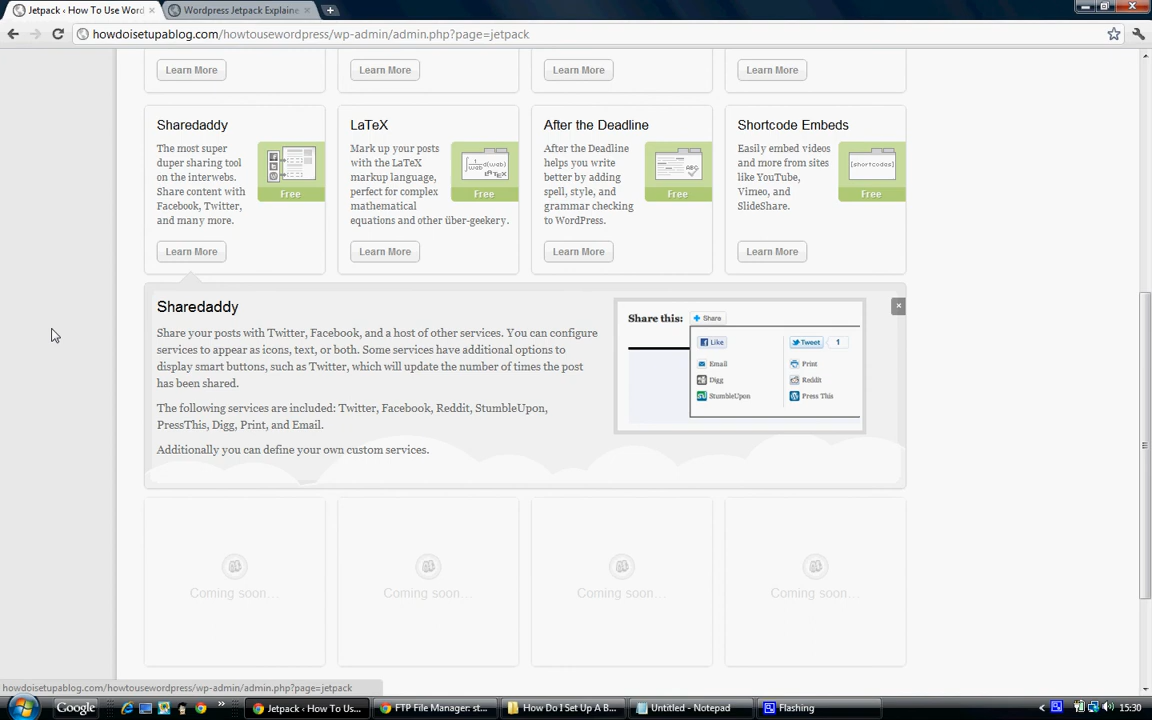 Jetpack ‹ How To Use Word
Wordpress Jetpack Explaine
howdoisetupablog.com/howtousewordpress/wp-admin/admin.php?page=jetpack
Learn More
Learn More
Learn More
Learn More
Sharedaddy
The most super
duper sharing tool
on the interwebs.
Share content with
Facebook, Twitter,
and many more.
Free
Learn More
LaTeX
Mark up your posts
with the LaTeX
markup language,
perfect for complex
mathematical
equations and other über-geekery.
Free
Learn More
After the Deadline
After the Deadline
helps you write
better by adding
spell, style, and
grammar checking
to WordPress.
ABC
Free
Learn More
Shortcode Embeds
Easily embed videos
and more from sites
like YouTube,
Vimeo, and
SlideShare.
[shortcodes]
Free
Learn More
Sharedaddy
Share your posts with Twitter, Facebook, and a host of other services. You can configure
services to appear as icons, text, or both. Some services have additional options to
display smart buttons, such as Twitter, which will update the number of times the post
has been shared.
The following services are included: Twitter, Facebook, Reddit, StumbleUpon,
PressThis, Digg, Print, and Email.
Additionally you can define your own custom services.
Share this:
Share
Like
Tweet
1
Email
Print
Digg
Reddit
StumbleUpon
Press This
Coming soon...
Coming soon...
Coming soon...
Coming soon...
howdoisetupablog.com/howtousewordpress/wp-admin/admin.php?page=jetpack
Google
Jetpack ‹ How To Us...
FTP File Manager: st...
How Do I Set Up A B...
Untitled - Notepad
Flashing
15:30